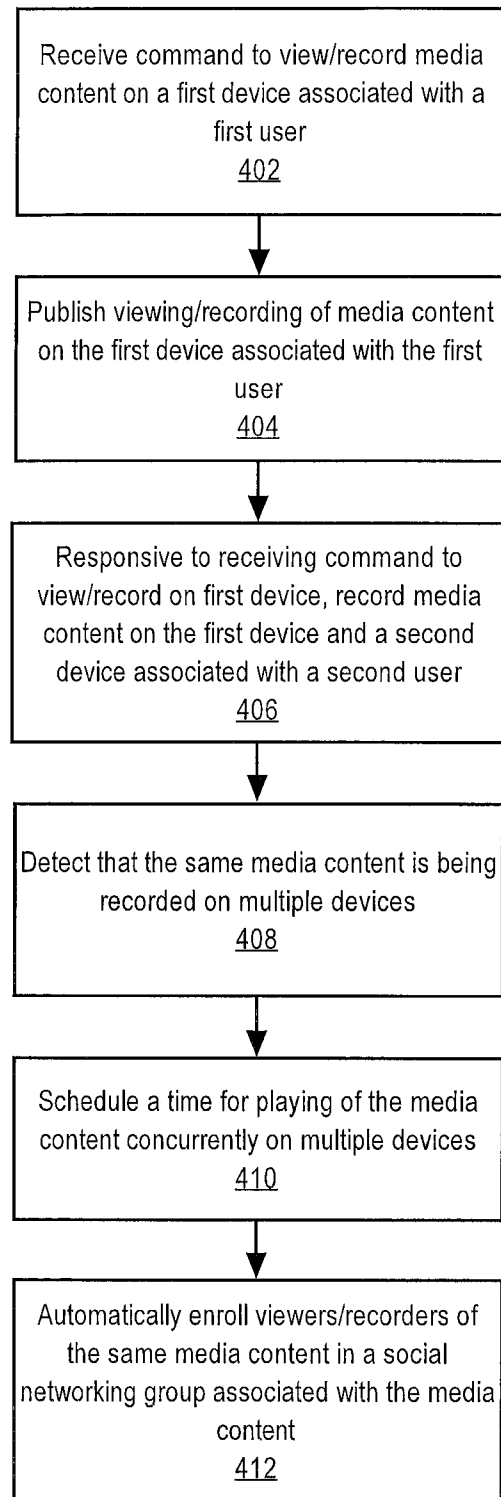 Receive command to view/record media
content on a first device associated with a
first user
402
Publish viewing/recording of media content
on the first device associated with the first
user
404
Responsive to receiving command to
view/record on first device, record media
content on the first device and a second
device associated with a second user
406
Detect that the same media content is being
recorded on multiple devices
408
Schedule a time for playing of the media
content concurrently on multiple devices
410
Automatically enroll viewers/recorders of
the same media content in a social
networking group associated with the media
content
412